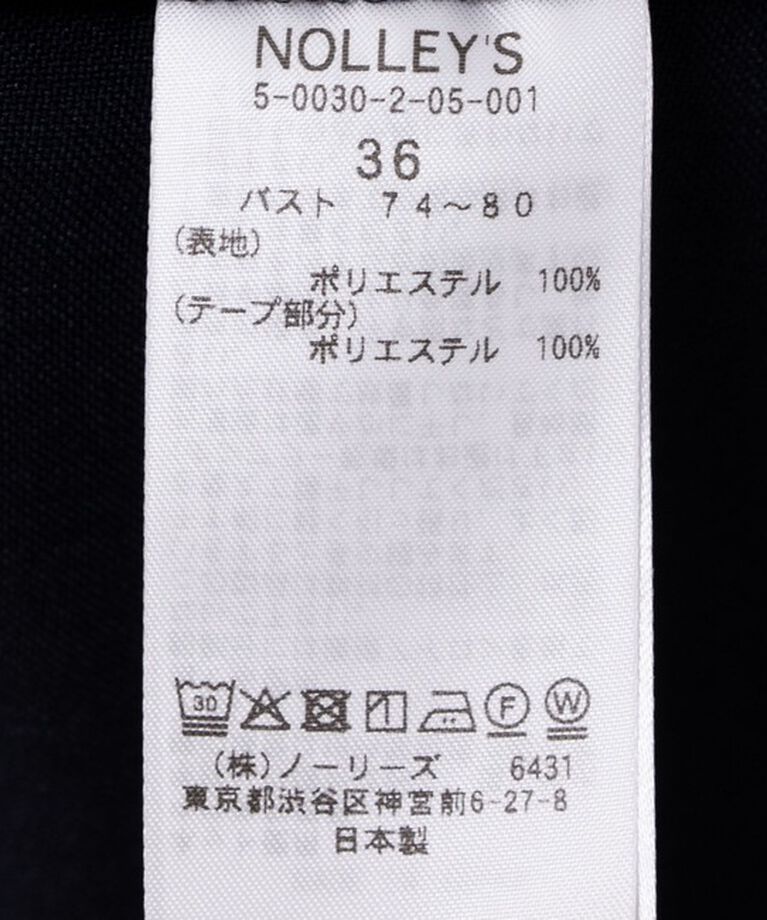 NOLLEY'S
5-0030-2-05-001
36
バスト 74～80
(表地)
ポリエステル 100%
(テープ部分)
ポリエステル 100%
30 F W
(株)ノーリーズ 6431
東京都渋谷区神宮前6-27-8
日本製